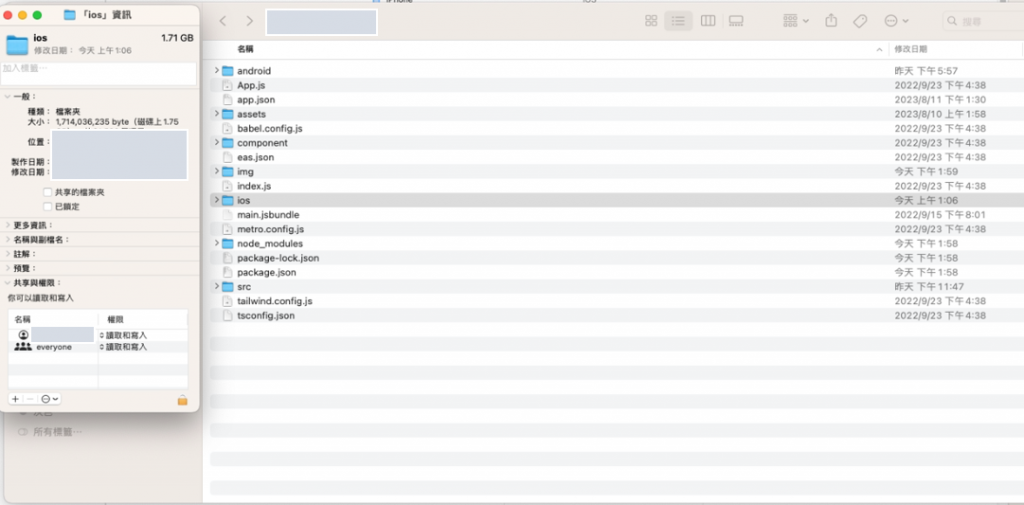 iPhone
iOS
「ios」資訊
ios
1.71 GB
修改日期： 今天 上午1:06
加入標籤⋯
一般：
種類： 檔案夾
大小： 1,714,036,235 byte（磁碟上 1.75
位置：
製作日期：
修改日期：
共享的檔案夾
已鎖定
更多資訊：
名稱與副檔名：
註解：
預覽：
共享與權限：
你可以讀取和寫入
名稱 權限
讀取和寫入
everyone 讀取和寫入
所有標籤⋯
搜尋
名稱 修改日期
android 昨天 下午5:57
App.js 2022/9/23 下午4:38
app.json 2023/8/11 下午1:30
assets 2023/8/10 上午1:58
babel.config.js 2022/9/23 下午4:38
component 2022/9/23 下午4:38
eas.json 2022/9/23 下午4:38
img 今天 下午1:59
index.js 2022/9/23 下午4:38
ios 今天 上午1:06
main.jsbundle 2022/9/15 下午8:01
metro.config.js 2022/9/23 下午4:38
node_modules 今天 下午1:58
package-lock.json 今天 下午1:58
package.json 今天 下午1:58
src 昨天 下午11:47
tailwind.config.js 2022/9/23 下午4:38
tsconfig.json 2022/9/23 下午4:38